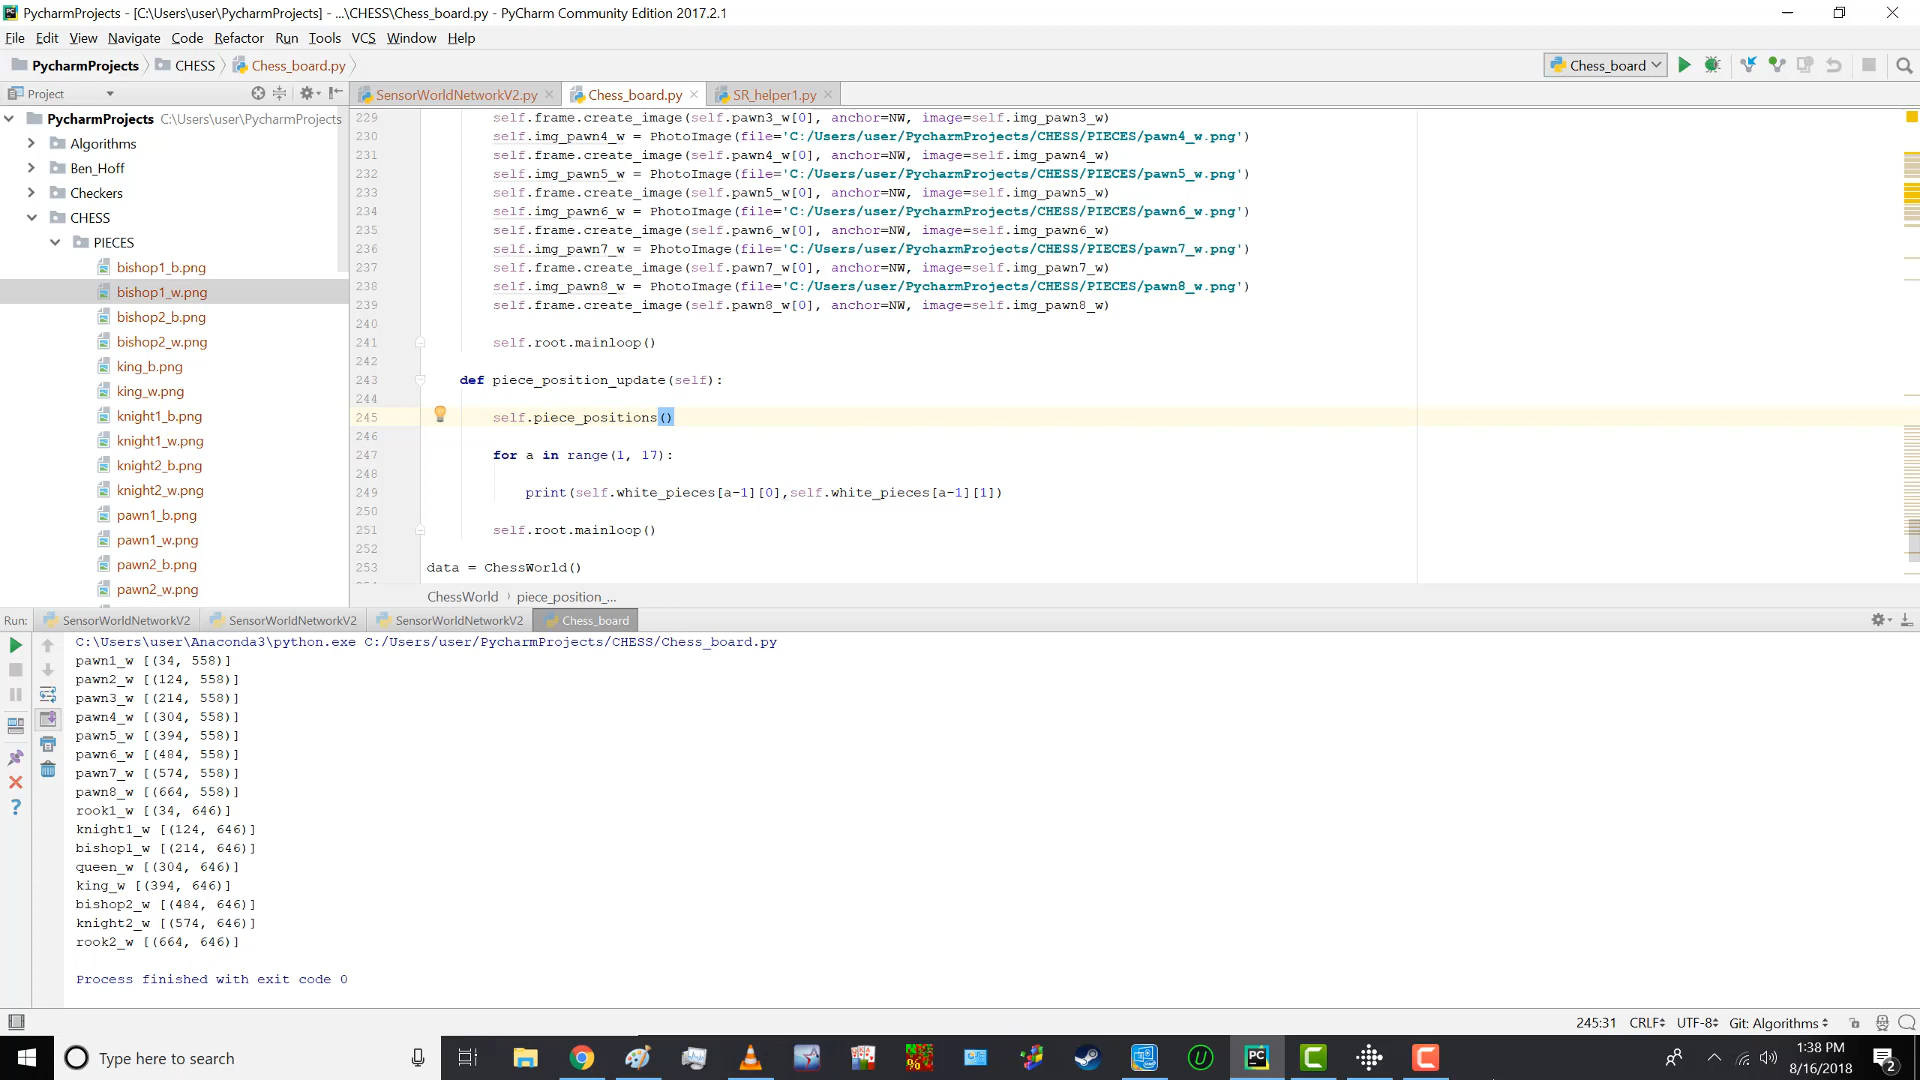 PycharmProjects - [C:\Users\user\PycharmProjects] - ...\CHESS\Chess_board.py - PyCharm Community Edition 2017.2.1
File Edit View Navigate Code Refactor Run Tools VCS Window Help
PycharmProjects CHESS Chess_board.py
Chess_board
Project
SensorWorldNetworkV2.py Chess_board.py SR_helper1.py
PycharmProjects C:\Users\user\PycharmProjects
Algorithms
Ben_Hoff
Checkers
CHESS
PIECES
bishop1_b.png
bishop1_w.png
bishop2_b.png
bishop2_w.png
king_b.png
king_w.png
knight1_b.png
knight1_w.png
knight2_b.png
knight2_w.png
pawn1_b.png
pawn1_w.png
pawn2_b.png
pawn2_w.png
229 self.frame.create_image(self.pawn3_w[0], anchor=NW, image=self.img_pawn3_w)
230 self.img_pawn4_w = PhotoImage(file='C:/Users/user/PycharmProjects/CHESS/PIECES/pawn4_w.png')
231 self.frame.create_image(self.pawn4_w[0], anchor=NW, image=self.img_pawn4_w)
232 self.img_pawn5_w = PhotoImage(file='C:/Users/user/PycharmProjects/CHESS/PIECES/pawn5_w.png')
233 self.frame.create_image(self.pawn5_w[0], anchor=NW, image=self.img_pawn5_w)
234 self.img_pawn6_w = PhotoImage(file='C:/Users/user/PycharmProjects/CHESS/PIECES/pawn6_w.png')
235 self.frame.create_image(self.pawn6_w[0], anchor=NW, image=self.img_pawn6_w)
236 self.img_pawn7_w = PhotoImage(file='C:/Users/user/PycharmProjects/CHESS/PIECES/pawn7_w.png')
237 self.frame.create_image(self.pawn7_w[0], anchor=NW, image=self.img_pawn7_w)
238 self.img_pawn8_w = PhotoImage(file='C:/Users/user/PycharmProjects/CHESS/PIECES/pawn8_w.png')
239 self.frame.create_image(self.pawn8_w[0], anchor=NW, image=self.img_pawn8_w)
240
241 self.root.mainloop()
242
243 def piece_position_update(self):
244
245 self.piece_positions()
246
247 for a in range(1, 17):
248
249 print(self.white_pieces[a-1][0],self.white_pieces[a-1][1])
250
251 self.root.mainloop()
252
253 data = ChessWorld()
ChessWorld › piece_position_...
Run: SensorWorldNetworkV2 SensorWorldNetworkV2 SensorWorldNetworkV2 Chess_board
C:\Users\user\Anaconda3\python.exe C:/Users/user/PycharmProjects/CHESS/Chess_board.py
pawn1_w [(34, 558)]
pawn2_w [(124, 558)]
pawn3_w [(214, 558)]
pawn4_w [(304, 558)]
pawn5_w [(394, 558)]
pawn6_w [(484, 558)]
pawn7_w [(574, 558)]
pawn8_w [(664, 558)]
rook1_w [(34, 646)]
knight1_w [(124, 646)]
bishop1_w [(214, 646)]
queen_w [(304, 646)]
king_w [(394, 646)]
bishop2_w [(484, 646)]
knight2_w [(574, 646)]
rook2_w [(664, 646)]
Process finished with exit code 0
245:31 CRLF UTF-8 Git: Algorithms
Type here to search
1:38 PM
8/16/2018
2